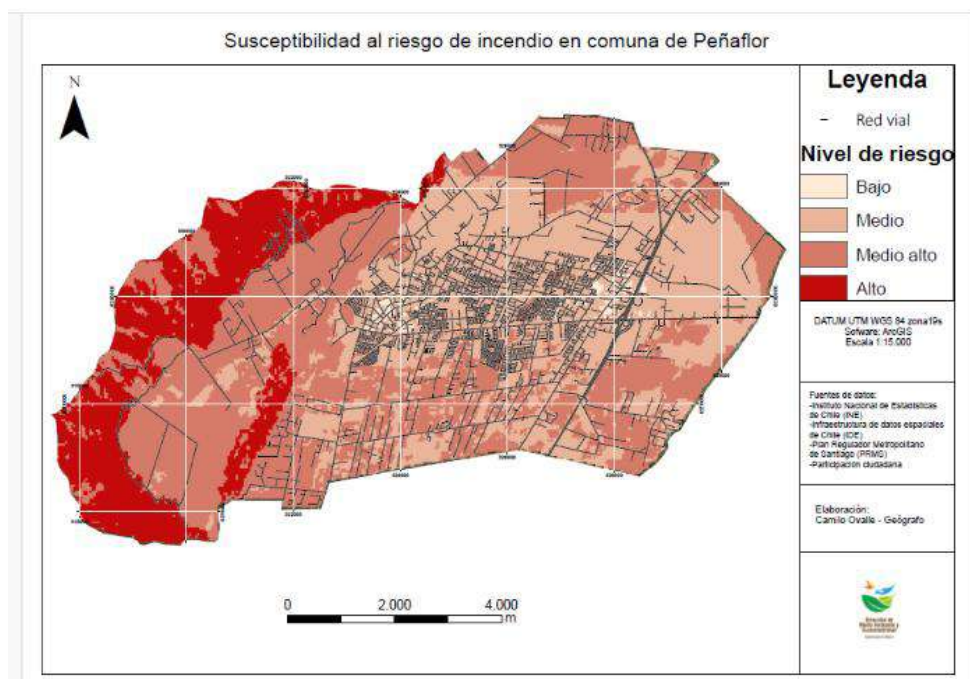 Susceptibilidad al riesgo de incendio en comuna de Peñaflor
N
Leyenda
Red vial
Nivel de riesgo
Bajo
Medio
Medio alto
Alto
DATUM UTM WGS 84 zona19s
Sofware: ArcGIS
Escala 1:15.000
Fuentes de datos:
-Instituto Nacional de Estadísticas
de Chile (INE)
-Infraestructura de datos espaciales
de Chile (IDE)
-Plan Regulador Metropolitano
de Santiago (PRMS)
-Participación ciudadana
Elaboración:
Camilo Ovalle - Geógrafo
0 2.000 4.000
m